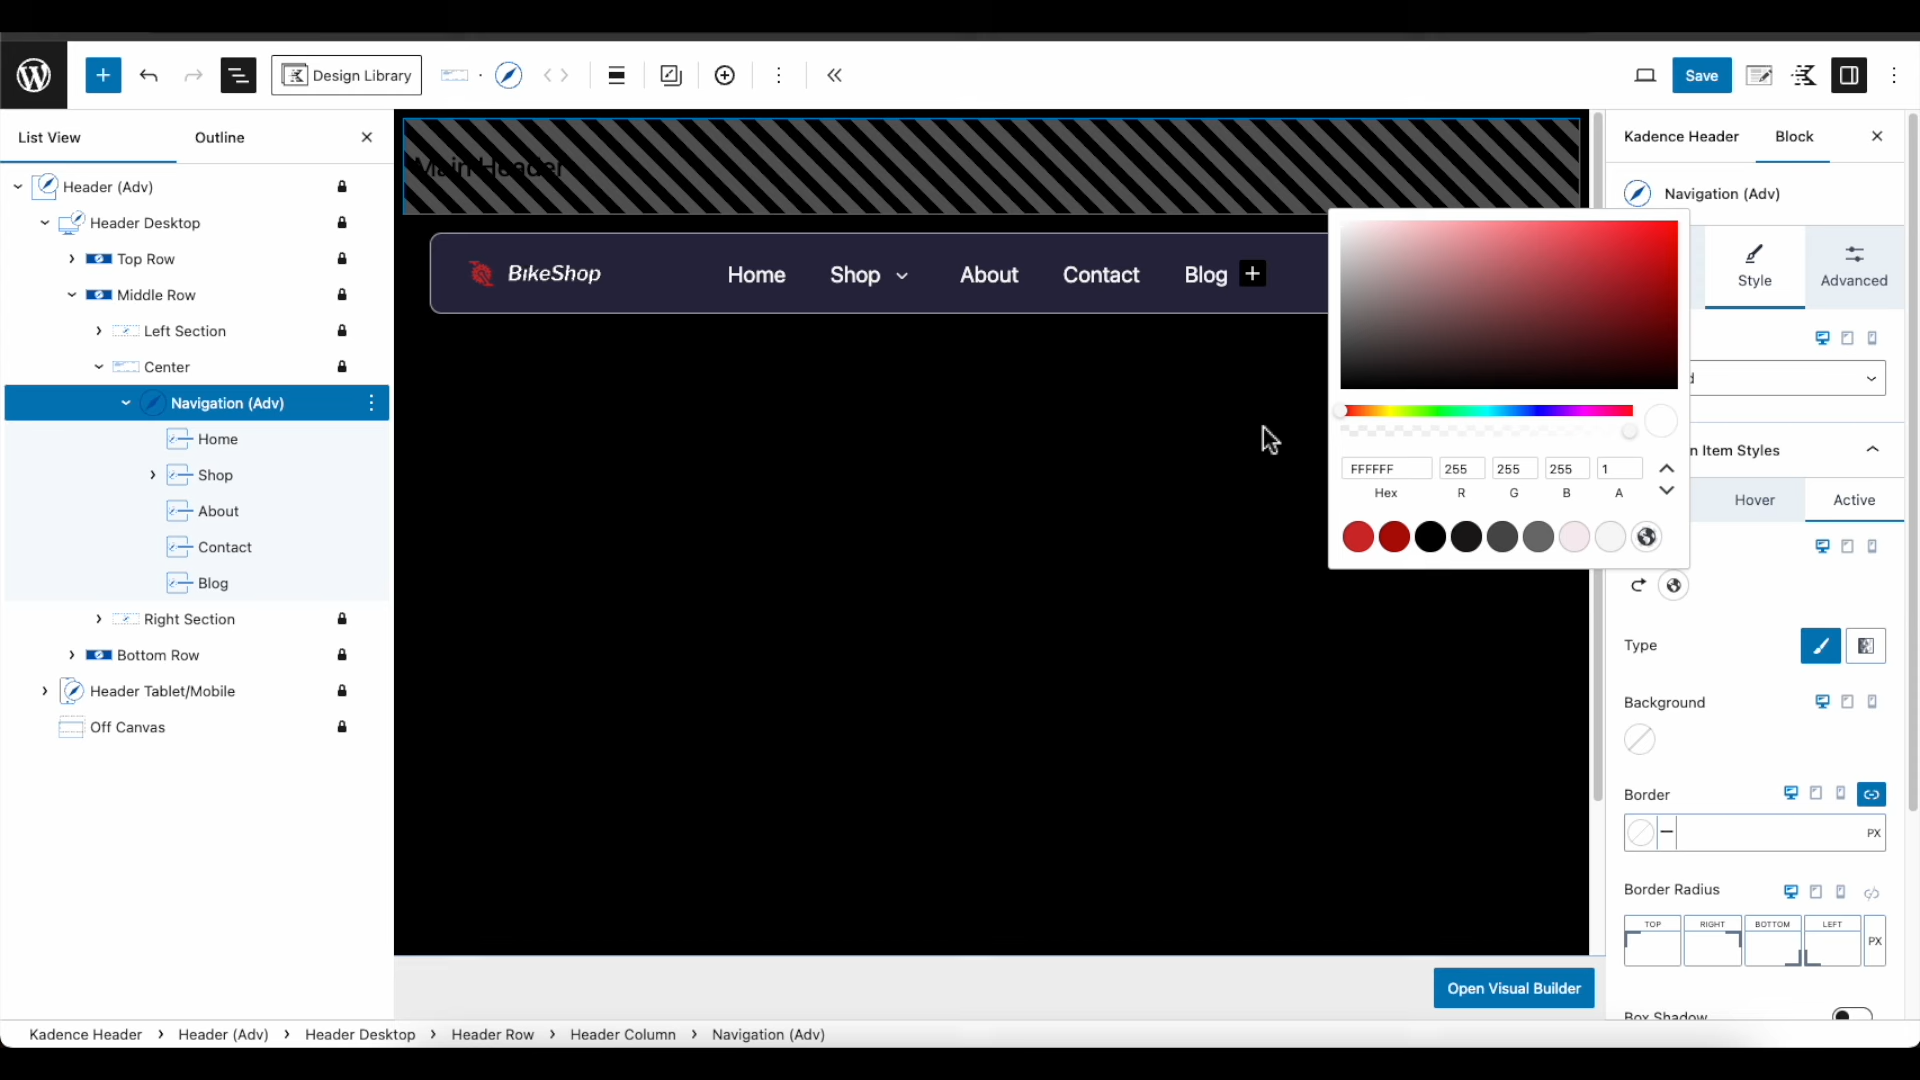 Design Library
Save
List View
Outline
Header (Adv)
Header Desktop
Top Row
Middle Row
Left Section
Center
Navigation (Adv)
Home
Shop
About
Contact
Blog
Right Section
Bottom Row
Header Tablet/Mobile
Off Canvas
Main Header
BikeShop
Home
Shop
About
Contact
Blog
FFFFFF
255
255
255
1
Hex
R
G
B
A
Kadence Header
Block
Navigation (Adv)
Style
Advanced
n Item Styles
Hover
Active
Type
Background
Border
PX
Border Radius
TOP
RIGHT
BOTTOM
LEFT
PX
Box Shadow
Open Visual Builder
Kadence Header
Header (Adv)
Header Desktop
Header Row
Header Column
Navigation (Adv)